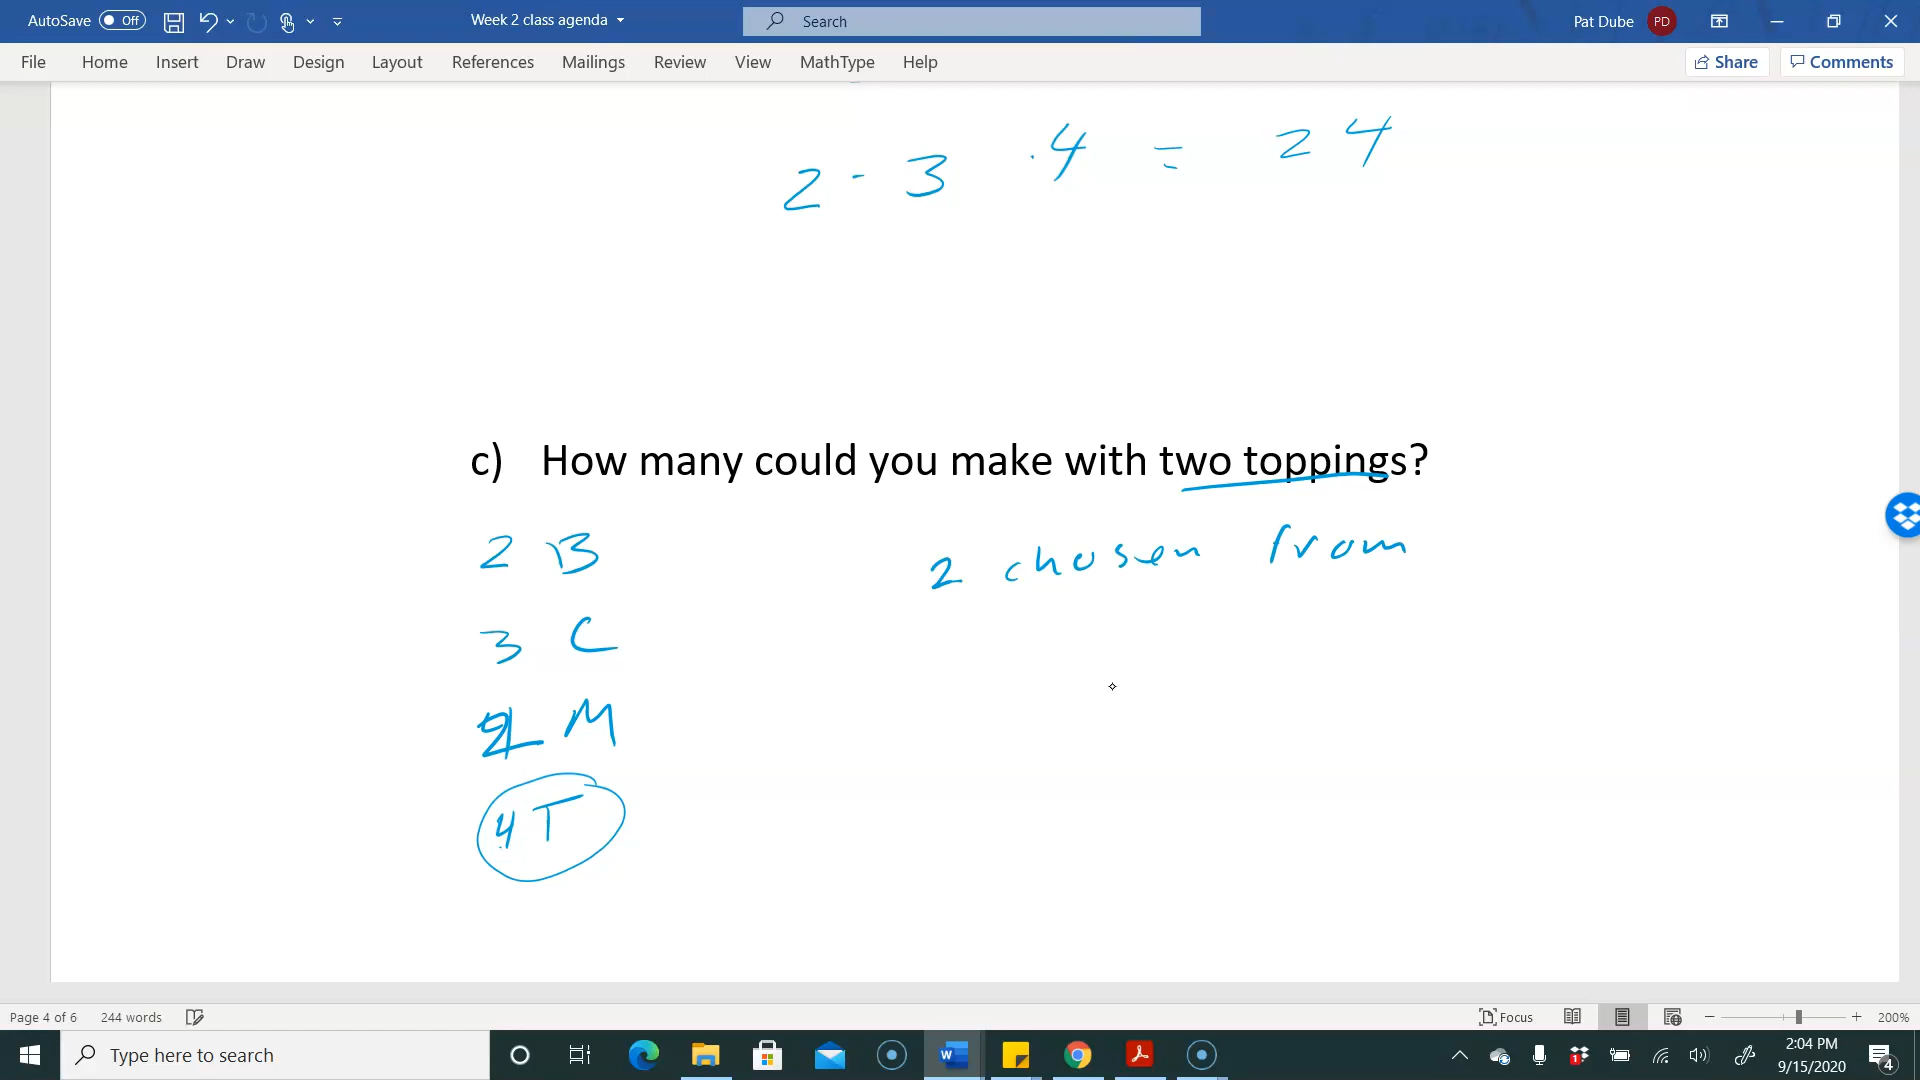 AutoSave Off Week 2 class agenda Search Pat Dube PD
File Home Insert Draw Design Layout References Mailings Review View MathType Help Share Comments
2 · 3 · 4 = 24
c) How many could you make with two toppings?
2 B 2 chosen from
3 C
M
4 T
Page 4 of 6 244 words Focus 200%
Type here to search 2:04 PM
9/15/2020 4